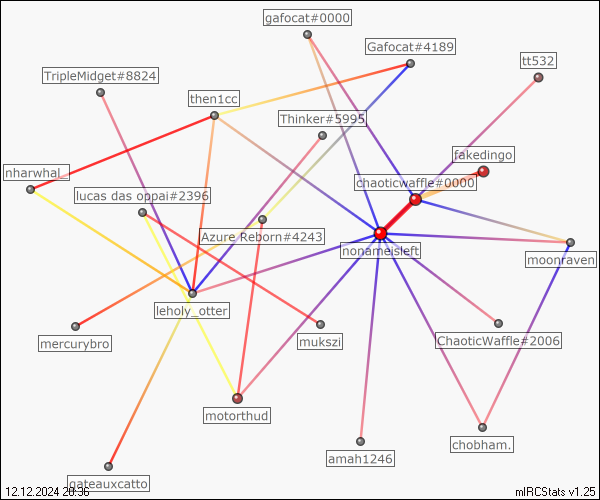 gafocat#0000
Gafocat#4189
tt532
TripleMidget#8824
then1cc
Thinker#5995
fakedingo
nharwhal_
chaoticwaffle#0000
lucas das oppai#2396
Azure Reborn#4243
nonameisleft
moonraven
leholy_otter
mercurybro
mukszi
ChaoticWaffle#2006
motorthud
chobham.
amah1246
gateauxcatto
12.12.2024 20:36
mIRCStats v1.25